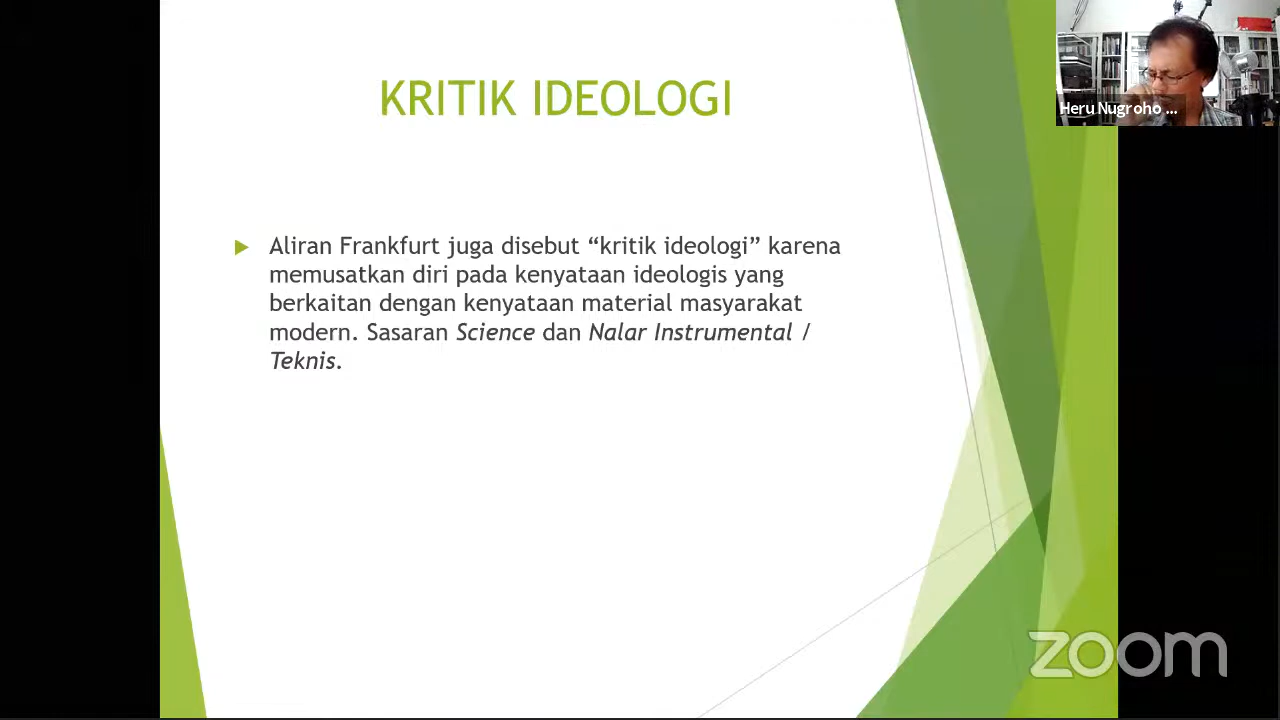 KRITIK IDEOLOGI
Heru Nugroho ...
Aliran Frankfurt juga disebut “kritik ideologi” karena
memusatkan diri pada kenyataan ideologis yang
berkaitan dengan kenyataan material masyarakat
modern. Sasaran Science dan Nalar Instrumental /
Teknis.
zoom